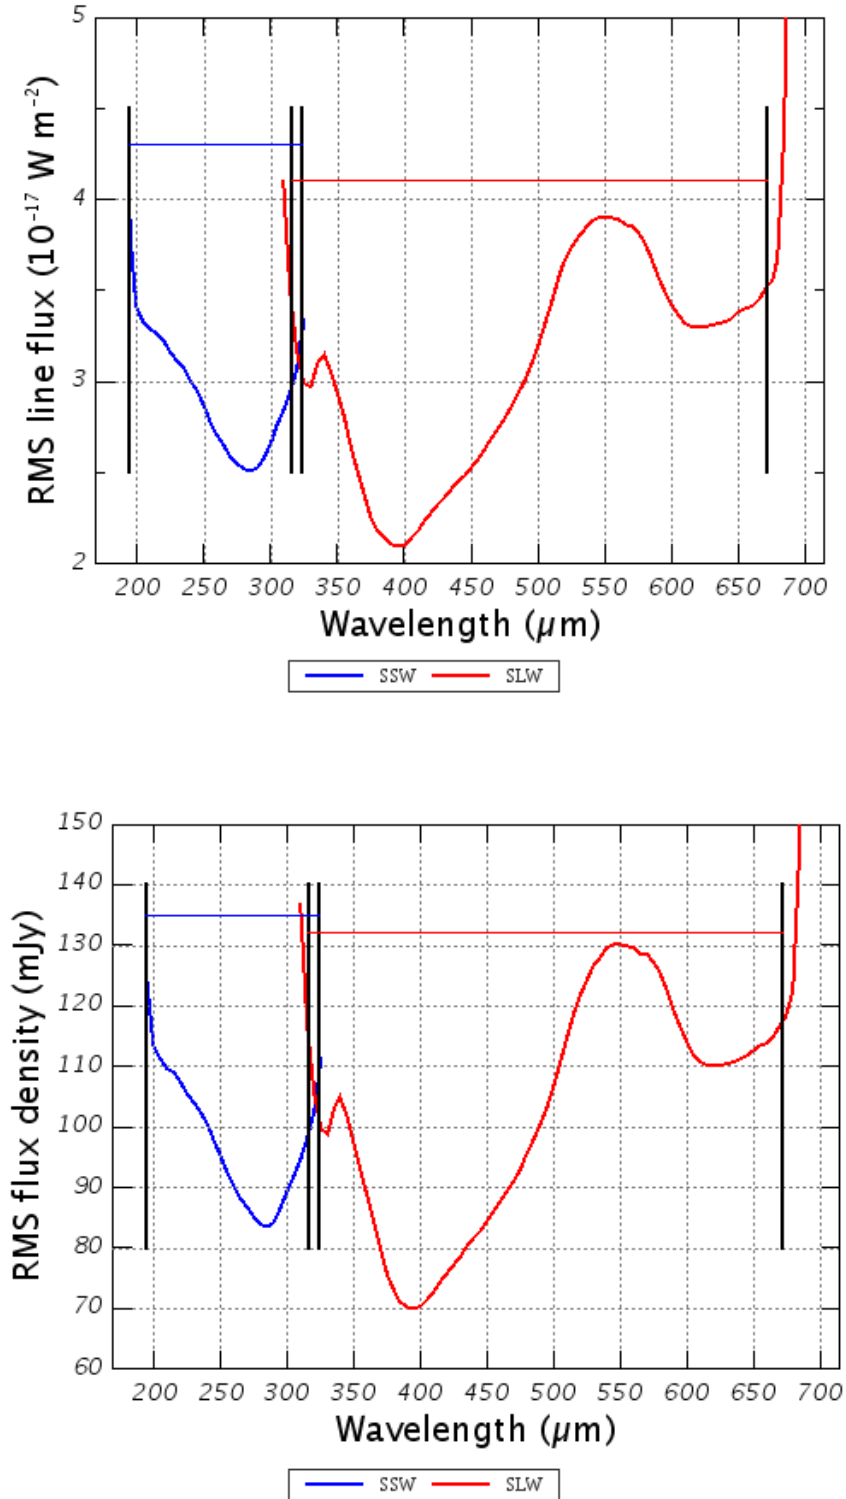 5
4
3
2
RMS line flux (10⁻¹⁷ W m⁻²)
200 250 300 350 400 450 500 550 600 650 700
Wavelength (μm)
SSW SLW
150
140
130
120
110
100
90
80
70
60
RMS flux density (mJy)
200 250 300 350 400 450 500 550 600 650 700
Wavelength (μm)
SSW SLW